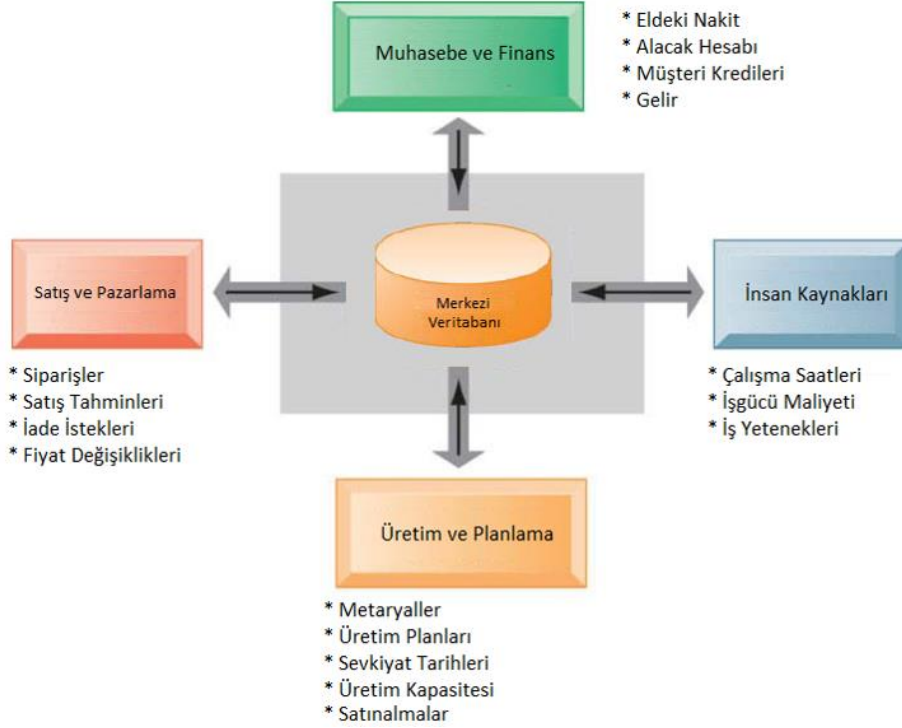 Muhasebe ve Finans
* Eldeki Nakit
* Alacak Hesabı
* Müşteri Kredileri
* Gelir
Satış ve Pazarlama
* Siparişler
* Satış Tahminleri
* İade İstekleri
* Fiyat Değişiklikleri
Merkezi
Veritabanı
İnsan Kaynakları
* Çalışma Saatleri
* İşgücü Maliyeti
* İş Yetenekleri
Üretim ve Planlama
* Metaryaller
* Üretim Planları
* Sevkiyat Tarihleri
* Üretim Kapasitesi
* Satınalmalar